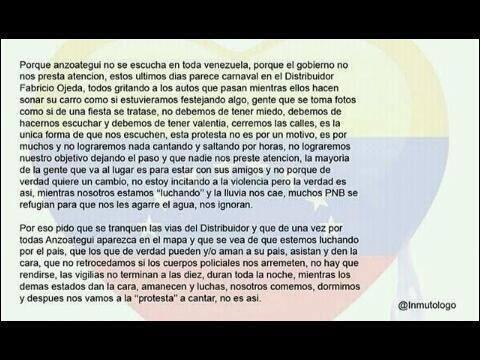 Porque anzoategui no se escucha en toda venezuela, porque el gobierno no
nos presta atencion, estos ultimos dias parece carnaval en el Distribuidor
Fabricio Ojeda, todos gritando a los autos que pasan mientras ellos hacen
sonar su carro como si estuvieramos festejando algo, gente que se toma fotos
como si de una fiesta se tratase, no debemos de tener miedo, debemos de
hacernos escuchar y debemos de tener valentia, cerremos las calles, es la
unica forma de que nos escuchen, esta protesta no es por un motivo, es por
muchos y no lograremos nada cantando y saltando por horas, no lograremos
nuestro objetivo dejando el paso y que nadie nos preste atencion, la mayoria
de la gente que va al lugar es para estar con sus amigos y no porque de
verdad quiere un cambio, no estoy incitando a la violencia pero la verdad es
asi, mientras nosotros estamos "luchando" y la lluvia nos cae, muchos PNB se
refugian para que nos les agarre el agua, nos ignoran.
Por eso pido que se tranquen las vias del Distribuidor y que de una vez por
todas Anzoategui aparezca en el mapa y que se vea de que estemos luchando
por el pais, que los que de verdad pueden y/o aman a su pais, asistan y den la
cara, que no retrocedamos si los cuerpos policiales nos arremeten, no hay que
rendirse, las vigilias no terminan a las diez, duran toda la noche, mientras los
demas estados dan la cara, amanecen y luchas, nosotros comemos, dormimos
y despues nos vamos a la "protesta" a cantar, no es asi.
@Inmutologo